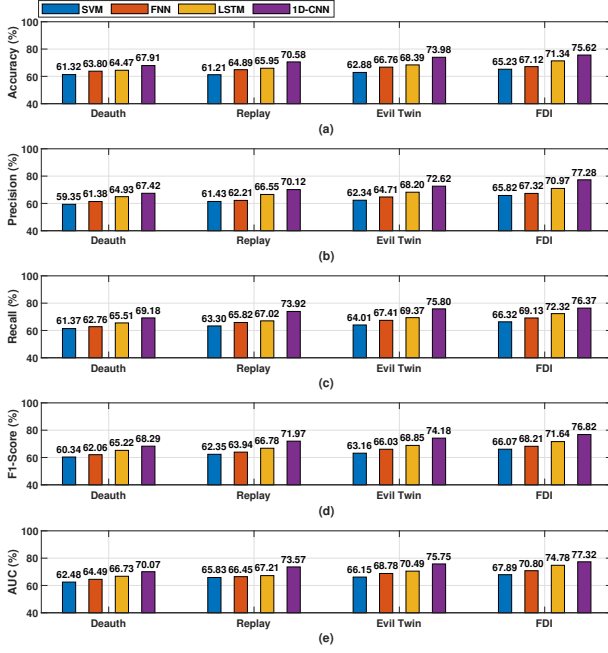 SVM FNN LSTM 1D-CNN
Accuracy (%)
100
80
60
40
61.32 63.80 64.47 67.91
61.21 64.89 65.95 70.58
62.88 66.76 68.39 73.98
65.23 67.12 71.34 75.62
Deauth Replay Evil Twin FDI
(a)
Precision (%)
100
80
60
40
59.35 61.38 64.93 67.42
61.43 62.21 66.55 70.12
62.34 64.71 68.20 72.62
65.82 67.32 70.97 77.28
Deauth Replay Evil Twin FDI
(b)
Recall (%)
100
80
60
40
61.37 62.76 65.51 69.18
63.30 65.82 67.02 73.92
64.01 67.41 69.37 75.80
66.32 69.13 72.32 76.37
Deauth Replay Evil Twin FDI
(c)
F1-Score (%)
100
80
60
40
60.34 62.06 65.22 68.29
62.35 63.94 66.78 71.97
63.16 66.03 68.85 74.18
66.07 68.21 71.64 76.82
Deauth Replay Evil Twin FDI
(d)
AUC (%)
100
80
60
40
62.48 64.49 66.73 70.07
65.83 66.45 67.21 73.57
66.15 68.78 70.49 75.75
67.89 70.80 74.78 77.32
Deauth Replay Evil Twin FDI
(e)